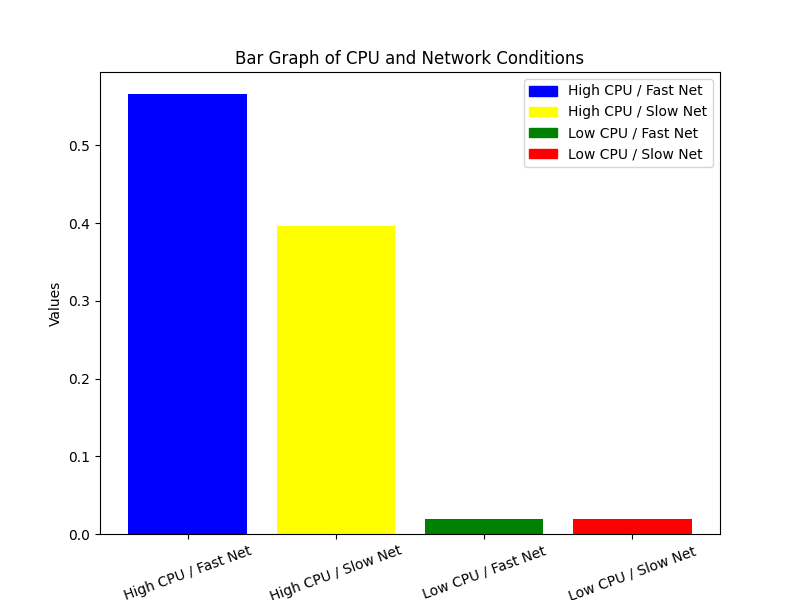 Bar Graph of CPU and Network Conditions
High CPU / Fast Net
High CPU / Slow Net
Low CPU / Fast Net
Low CPU / Slow Net
Values
0.5
0.4
0.3
0.2
0.1
0.0
High CPU / Fast Net
High CPU / Slow Net
Low CPU / Fast Net
Low CPU / Slow Net